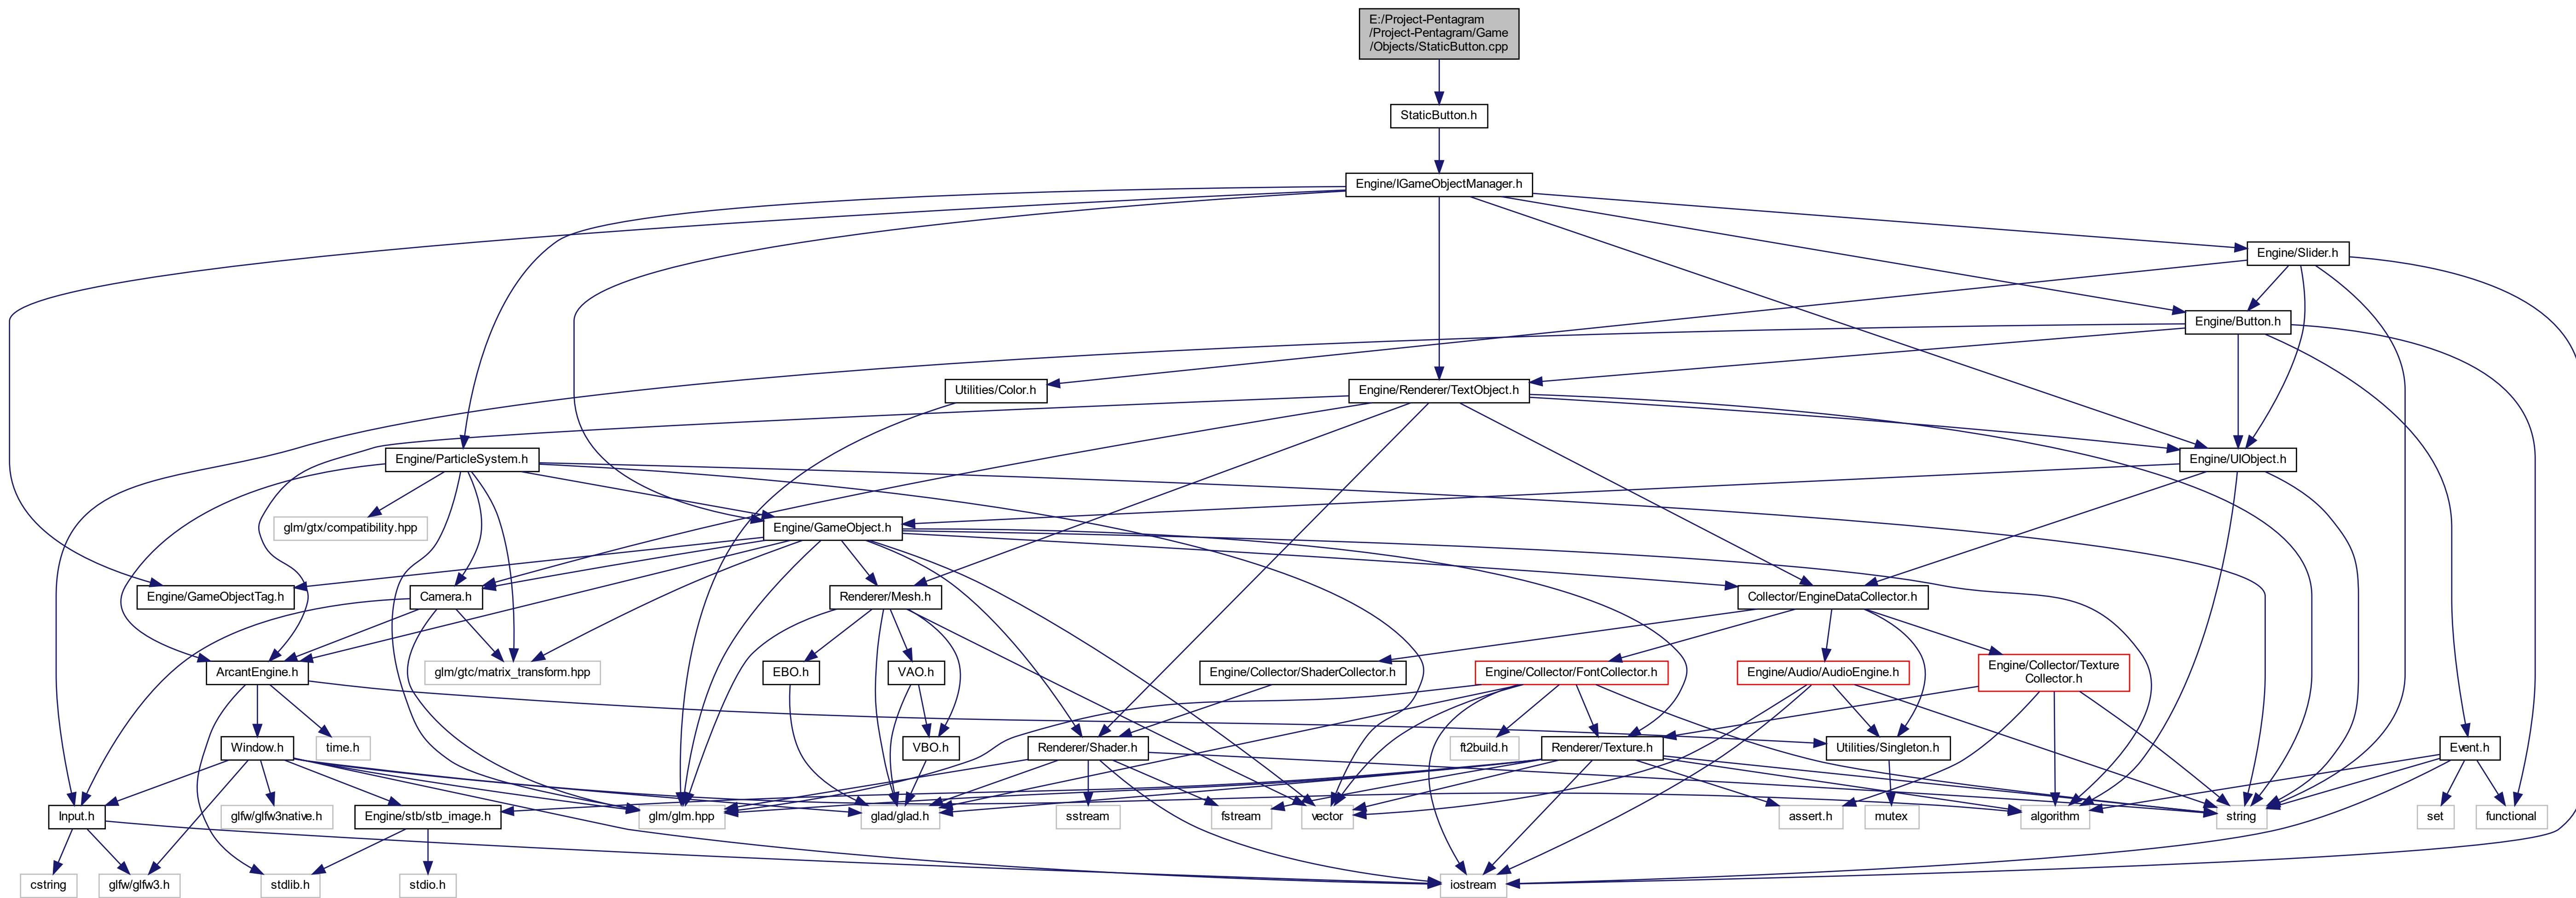 E:/Project-Pentagram
/Project-Pentagram/Game
/Objects/StaticButton.cpp
StaticButton.h
Engine/IGameObjectManager.h
Engine/Slider.h
Engine/Button.h
Utilities/Color.h
Engine/Renderer/TextObject.h
Engine/ParticleSystem.h
Engine/UIObject.h
glm/gtx/compatibility.hpp
Engine/GameObject.h
Engine/GameObjectTag.h
Camera.h
Renderer/Mesh.h
Collector/EngineDataCollector.h
ArcantEngine.h
glm/gtc/matrix_transform.hpp
EBO.h
VAO.h
Engine/Collector/ShaderCollector.h
Engine/Collector/FontCollector.h
Engine/Audio/AudioEngine.h
Engine/Collector/Texture
Collector.h
Window.h
time.h
VBO.h
Renderer/Shader.h
ft2build.h
Renderer/Texture.h
Utilities/Singleton.h
Event.h
Input.h
glfw/glfw3native.h
Engine/stb/stb_image.h
glm/glm.hpp
glad/glad.h
sstream
fstream
vector
assert.h
mutex
algorithm
string
set
functional
cstring
glfw/glfw3.h
stdlib.h
stdio.h
iostream